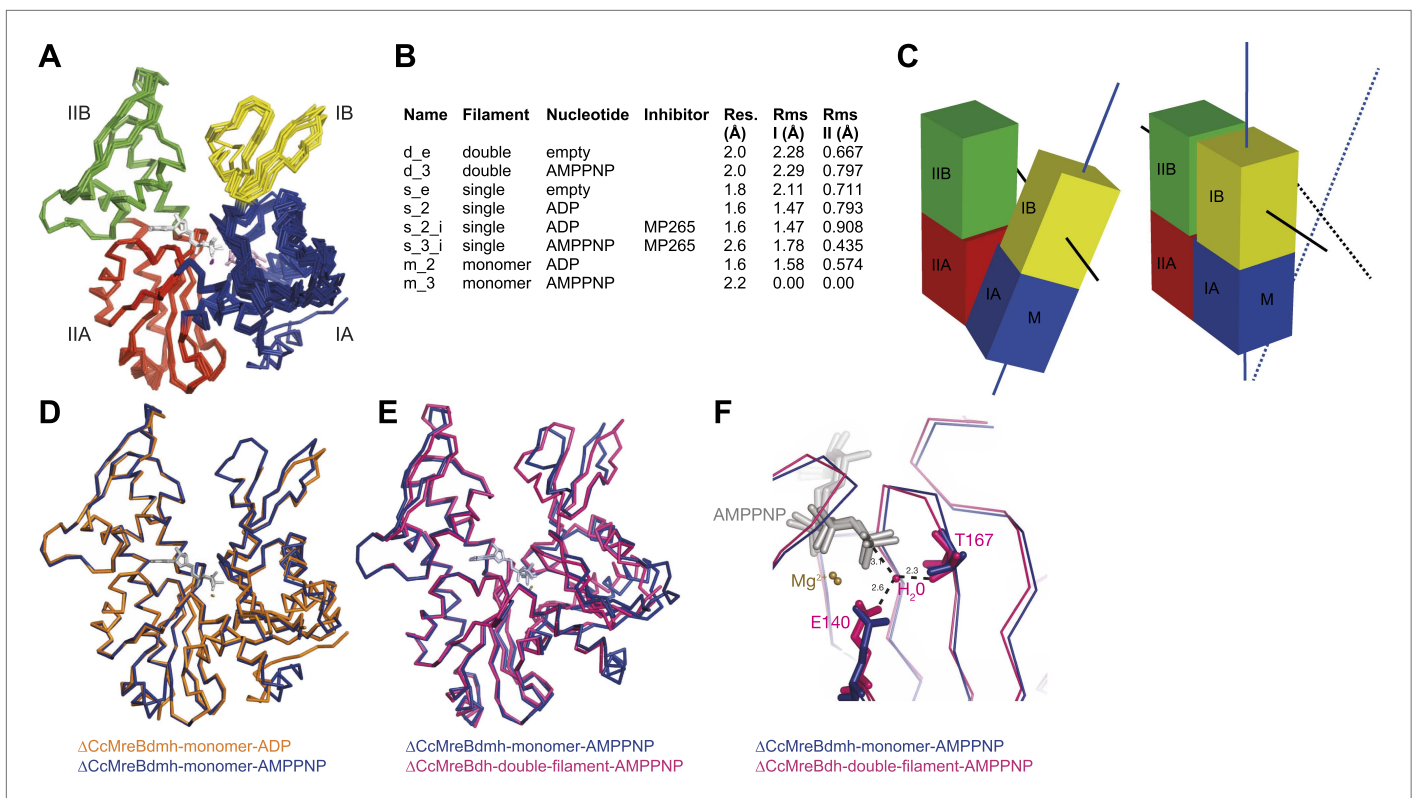 A
IIB
IB
IIA
IA
B
Name Filament Nucleotide Inhibitor Res. (Å) Rms I (Å) Rms II (Å)
d_e double empty 2.0 2.28 0.667
d_3 double AMPPNP 2.0 2.29 0.797
s_e single empty 1.8 2.11 0.711
s_2 single ADP 1.6 1.47 0.793
s_2_i single ADP MP265 1.6 1.47 0.908
s_3_i single AMPPNP MP265 2.6 1.78 0.435
m_2 monomer ADP 1.6 1.58 0.574
m_3 monomer AMPPNP 2.2 0.00 0.00
C
IIB
IB
IIA
IA
M
IIB
IB
IIA
IA
M
D
ΔCcMreBdmh-monomer-ADP
ΔCcMreBdmh-monomer-AMPPNP
E
ΔCcMreBdmh-monomer-AMPPNP
ΔCcMreBdh-double-filament-AMPPNP
F
AMPPNP
T167
3.1
2.3
Mg2+
2.6
H20
E140
ΔCcMreBdmh-monomer-AMPPNP
ΔCcMreBdh-double-filament-AMPPNP